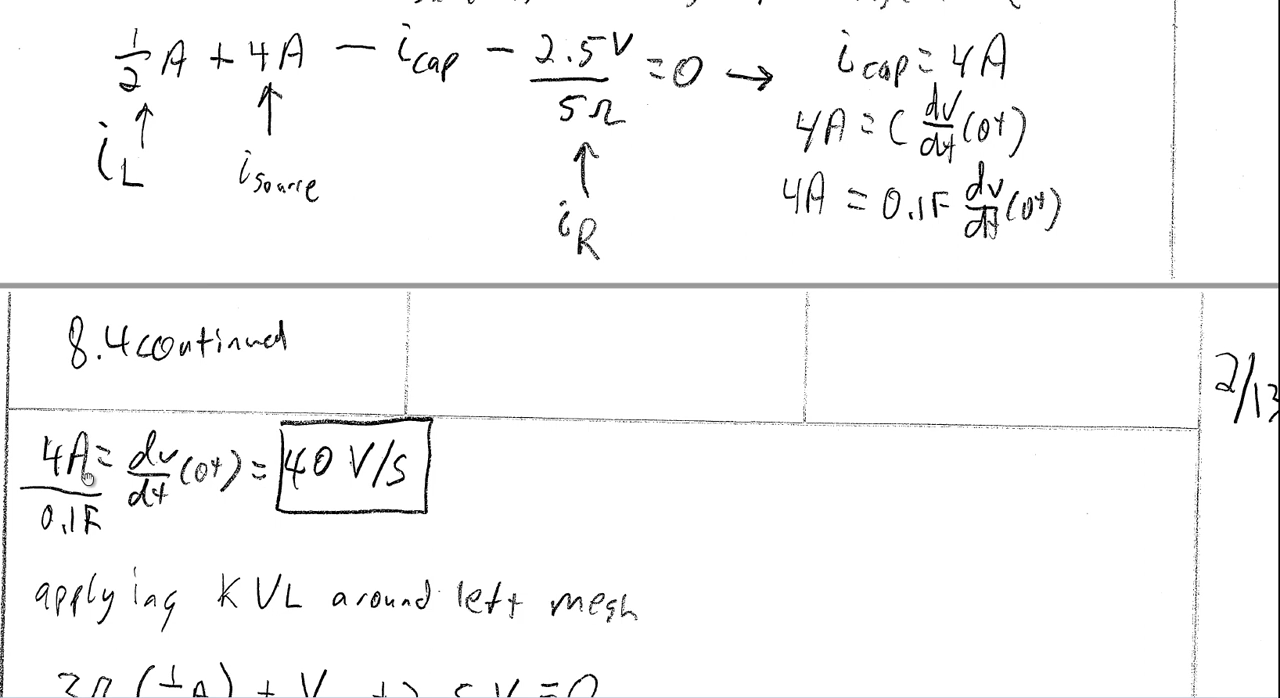 1/2 A + 4A - i_cap - 2.5V/5Ω = 0 → i_cap = 4A
i_L i_source i_R
4A = C dv/dt (0+)
4A = 0.1F dv/dt (0+)
8.4 continued
2/13
4A/0.1F = dv/dt (0+) = 40 V/s
applying KVL around left mesh